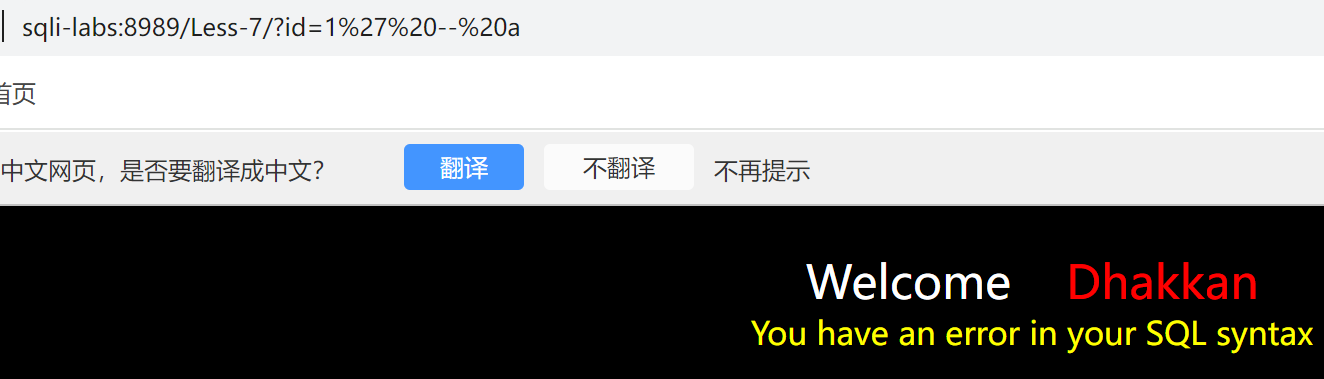 sqli-labs:8989/Less-7/?id=1%27%20--%20a
首页
中文网页，是否要翻译成中文？ 翻译 不翻译 不再提示
Welcome Dhakkan
You have an error in your SQL syntax